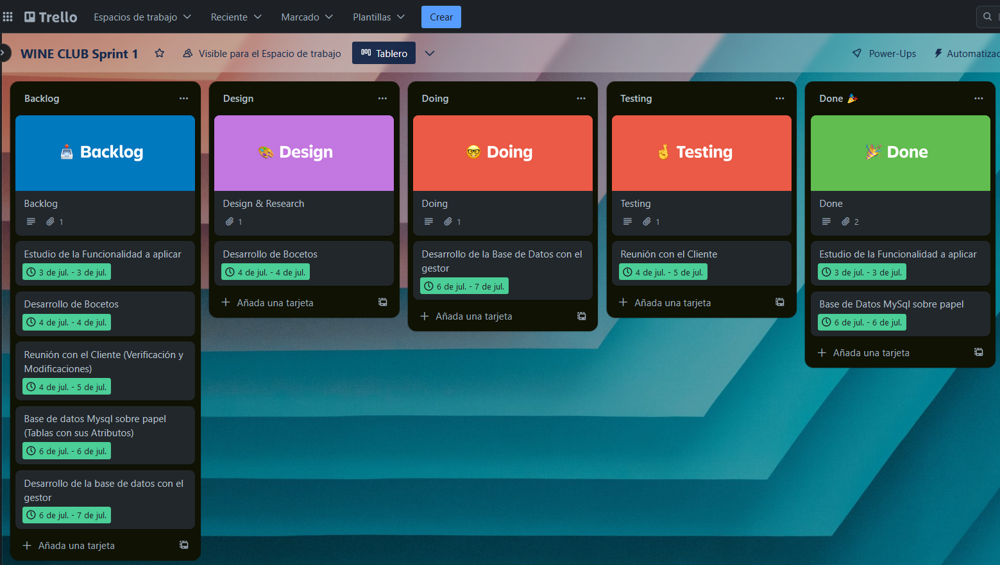 Trello
Espacios de trabajo
Reciente
Marcado
Plantillas
Crear
WINE CLUB Sprint 1
Visible para el Espacio de trabajo
Tablero
Power-Ups
Automatizac
Backlog
Backlog
Backlog
1
Estudio de la Funcionalidad a aplicar
3 de jul. - 3 de jul.
Desarrollo de Bocetos
4 de jul. - 4 de jul.
Reunión con el Cliente (Verificación y
Modificaciones)
4 de jul. - 5 de jul.
Base de datos Mysql sobre papel
(Tablas con sus Atributos)
6 de jul. - 6 de jul.
Desarrollo de la base de datos con el
gestor
6 de jul. - 7 de jul.
Añada una tarjeta
Design
Design
Design & Research
1
Desarrollo de Bocetos
4 de jul. - 4 de jul.
Añada una tarjeta
Doing
Doing
Doing
1
Desarrollo de la Base de Datos con el
gestor
6 de jul. - 7 de jul.
Añada una tarjeta
Testing
Testing
Testing
1
Reunión con el Cliente
4 de jul. - 5 de jul.
Añada una tarjeta
Done 🎉
Done
Done
2
Estudio de la Funcionalidad a aplicar
3 de jul. - 3 de jul.
Base de Datos MySql sobre papel
6 de jul. - 6 de jul.
Añada una tarjeta